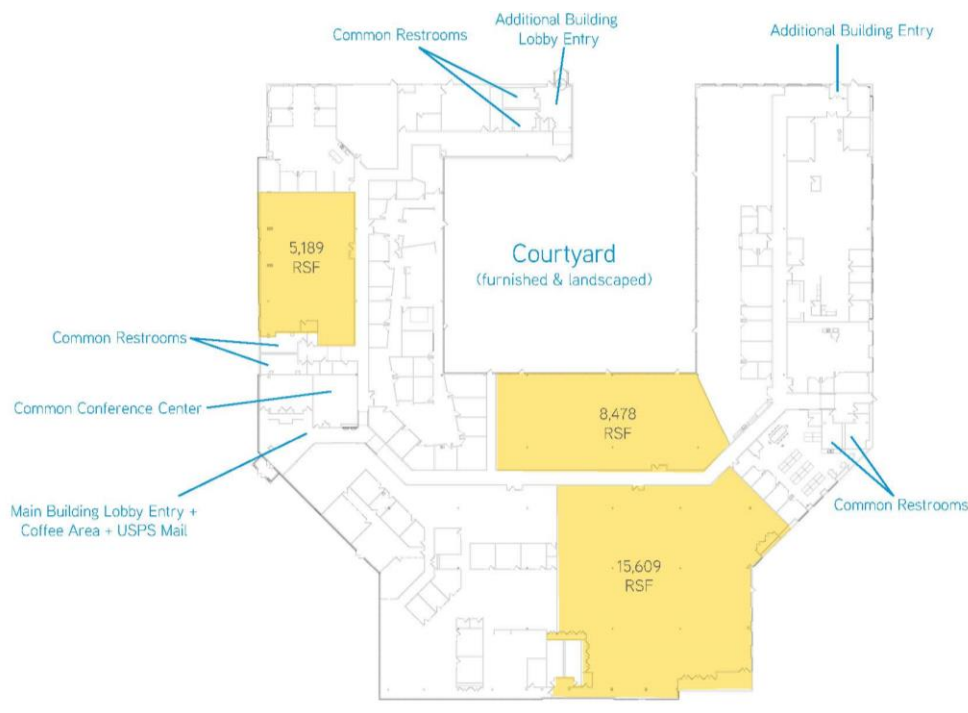 Additional Building
Lobby Entry
Common Restrooms
Additional Building Entry
5,189
RSF
Courtyard
(furnished & landscaped)
Common Restrooms
Common Conference Center
8,478
RSF
Main Building Lobby Entry +
Coffee Area + USPS Mail
Common Restrooms
15,609
RSF